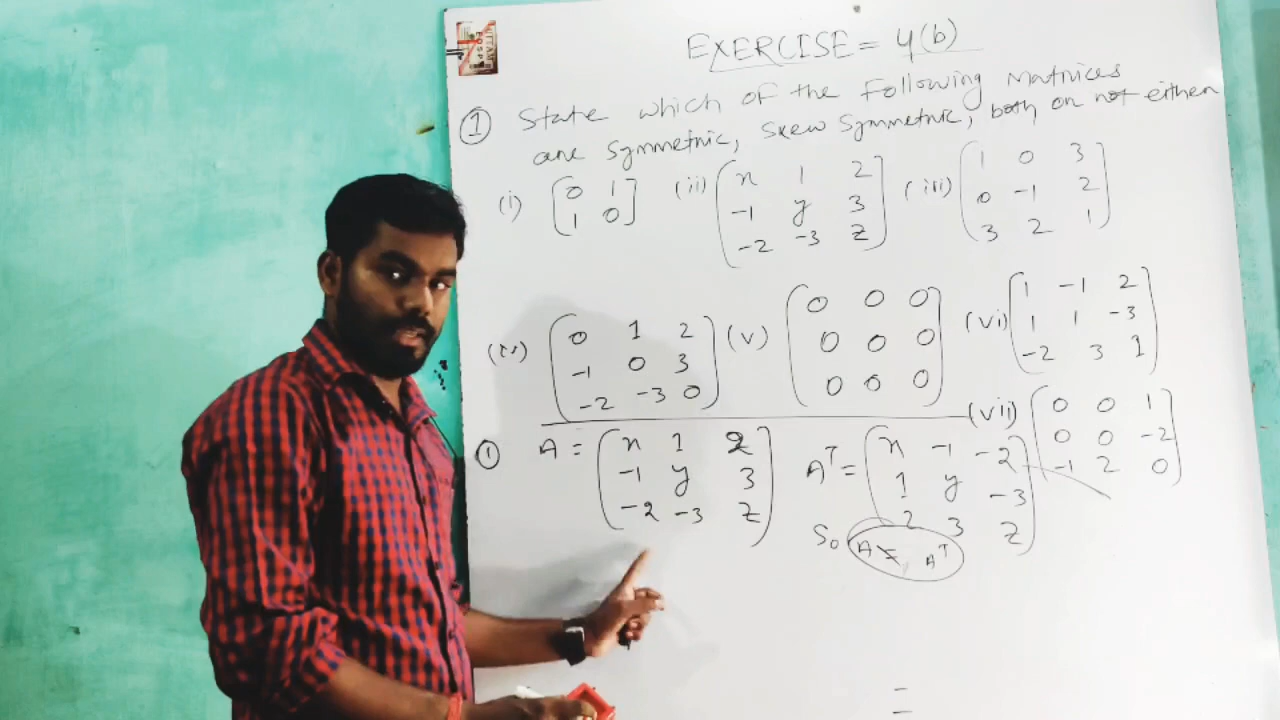 EXERCISE = 4(b)
① State which of the following Matrices
are symmetric, skew symmetric, both or not either
(i) [0 1
1 0]
(ii) [x 1 2
-1 y 3
-2 -3 z]
(iii) [1 0 3
0 -1 2
3 2 1]
(iv) [0 1 2
-1 0 3
-2 -3 0]
(v) [0 0 0
0 0 0
0 0 0]
(vi) [1 -1 2
1 1 -3
-2 3 1]
(vii) [0 0 1
0 0 -2
-1 2 0]
① A = [x 1 2
-1 y 3
-2 -3 z]
Aᵀ = [x -1 -2
1 y -3
2 3 z]
So A ≠ Aᵀ
=